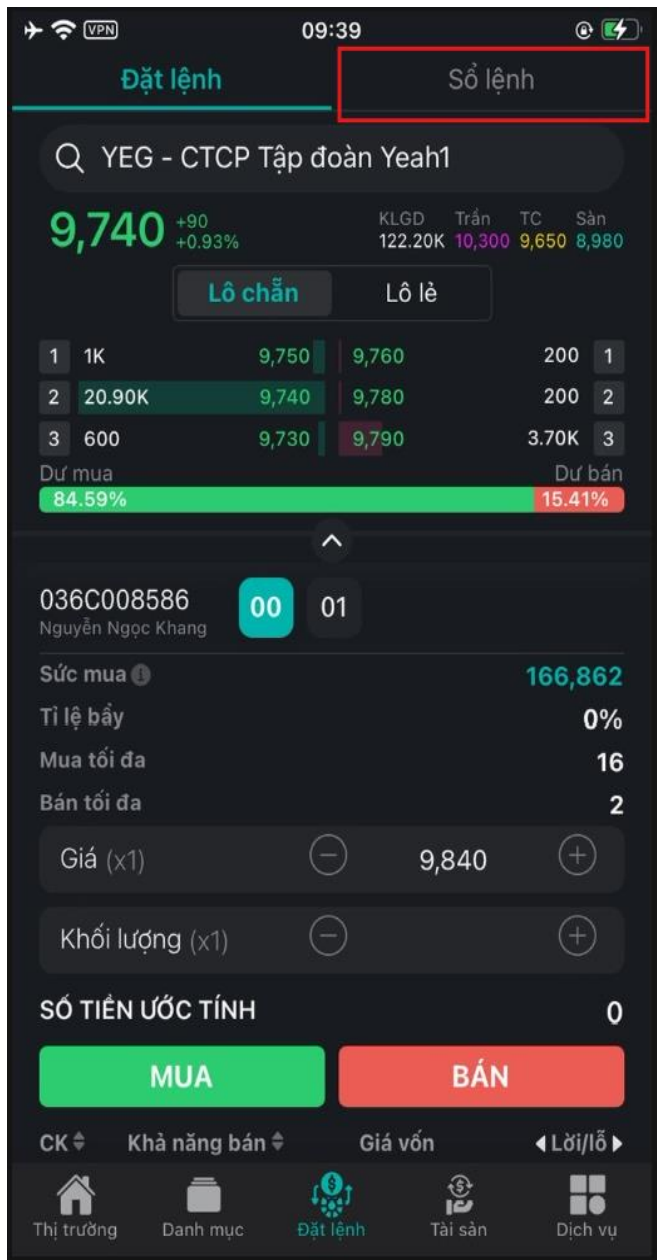 VPN 09:39
Đặt lệnh Sổ lệnh
YEG - CTCP Tập đoàn Yeah1
9,740 +90 +0.93%
KLGD Trần TC Sàn
122.20K 10,300 9,650 8,980
Lô chẵn Lô lẻ
1 1K 9,750 9,760 200 1
2 20.90K 9,740 9,780 200 2
3 600 9,730 9,790 3.70K 3
Dư mua Dư bán
84.59% 15.41%
036C008586 00 01
Nguyễn Ngọc Khang
Sức mua 166,862
Tỉ lệ bẩy 0%
Mua tối đa 16
Bán tối đa 2
Giá (x1) 9,840
Khối lượng (x1)
SỐ TIỀN ƯỚC TÍNH 0
MUA BÁN
CK Khả năng bán Giá vốn Lời/lỗ
Thị trường Danh mục Đặt lệnh Tài sản Dịch vụ